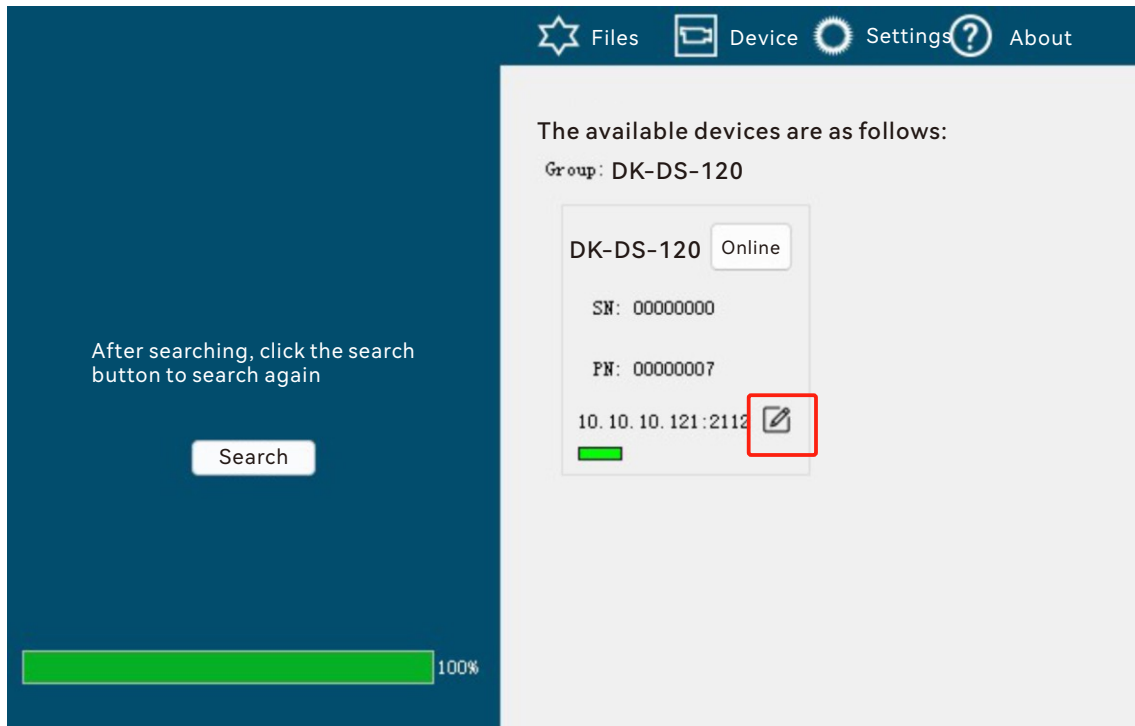 Files Device Settings ? About
The available devices are as follows:
Group: DK-DS-120
DK-DS-120 Online
SN: 00000000
PN: 00000007
10.10.10.121:2112
After searching, click the search
button to search again
Search
100%